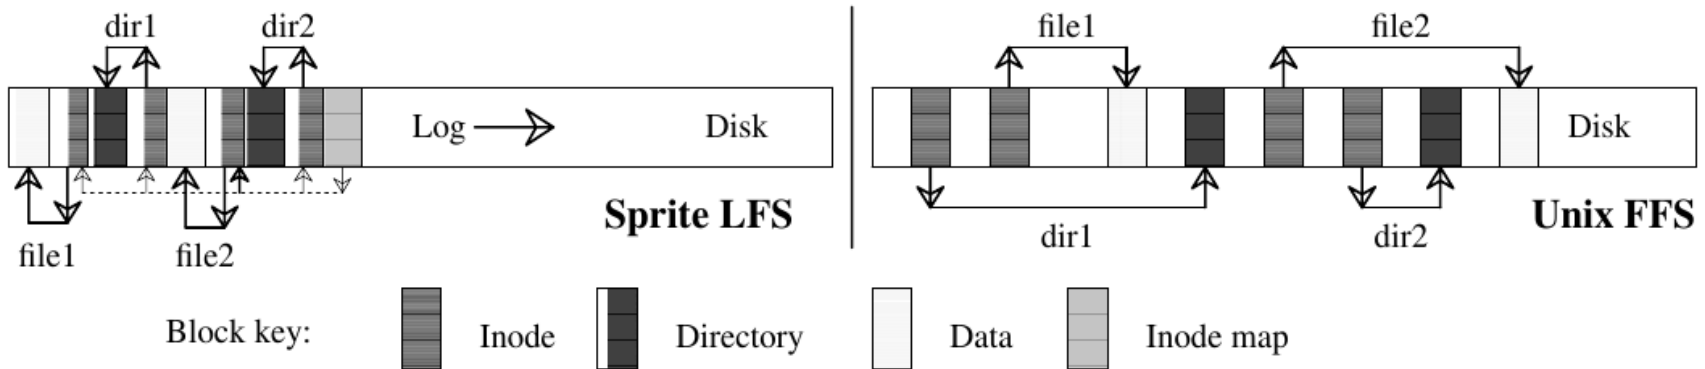 dir1 dir2
Log Disk
Sprite LFS
file1 file2
file1 file2
Disk
Unix FFS
dir1 dir2
Block key: Inode Directory Data Inode map